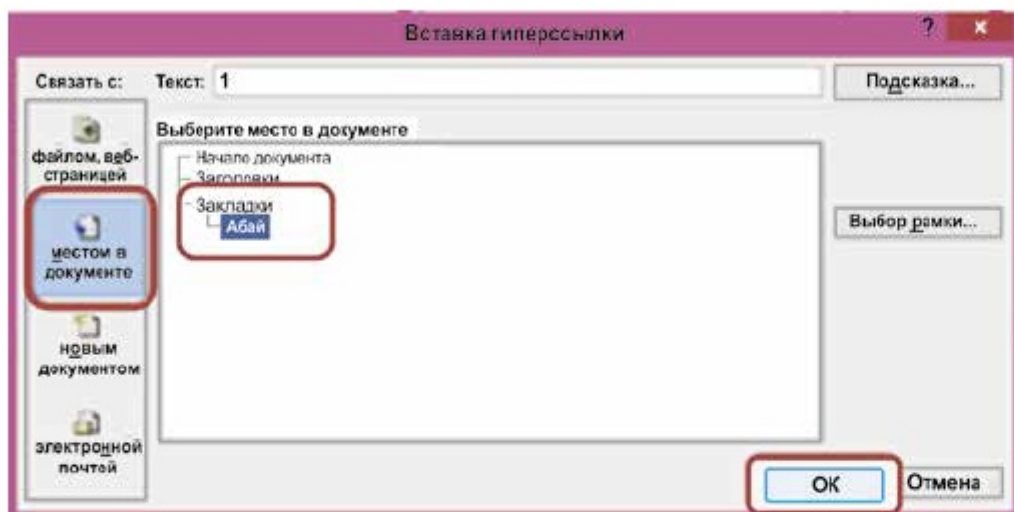 Вставка гиперссылки
?
Связать с:
Текст: 1
Подсказка...
Выберите место в документе
файлом, веб-
страницей
местом в
документе
новым
документом
электронной
почтой
Начало документа
Заголовки
Закладки
Абай
Выбор рамки...
ОК
Отмена